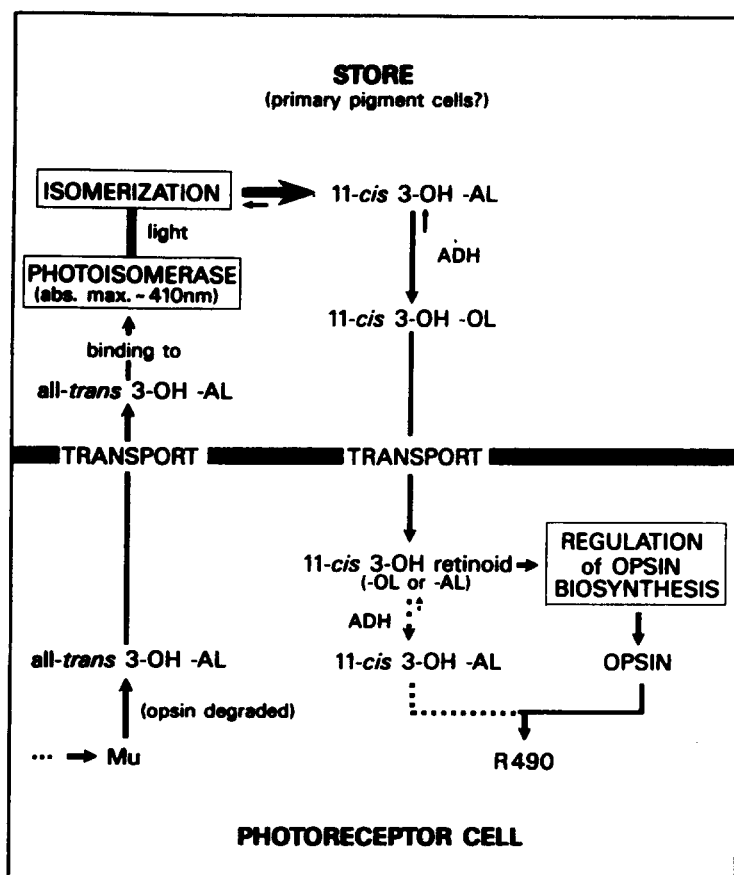 STORE
(primary pigment cells?)
ISOMERIZATION
11-cis 3-OH -AL
light
ADH
PHOTOISOMERASE
(abs. max. ~410nm)
11-cis 3-OH -OL
binding to
all-trans 3-OH -AL
TRANSPORT
TRANSPORT
11-cis 3-OH retinoid
(-OL or -AL)
REGULATION
of OPSIN
BIOSYNTHESIS
ADH
all-trans 3-OH -AL
11-cis 3-OH -AL
OPSIN
(opsin degraded)
... Mu
R490
PHOTORECEPTOR CELL